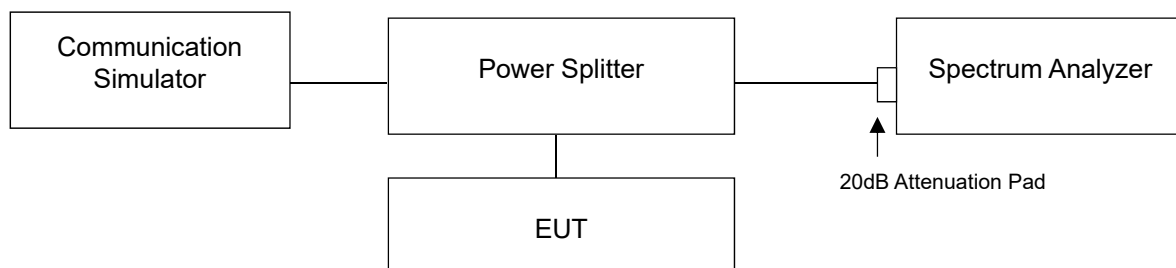 Communication
Simulator
Power Splitter
Spectrum Analyzer
20dB Attenuation Pad
EUT